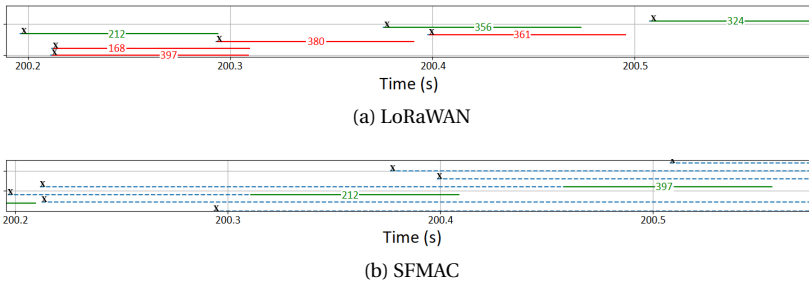 x 324
x 356
x 212
x 361
x 380
x 168
x 397
200.2 200.3 200.4 200.5
Time (s)
(a) LoRaWAN
x
x
x
x 397
x 212
x
x
200.2 200.3 200.4 200.5
Time (s)
(b) SFMAC